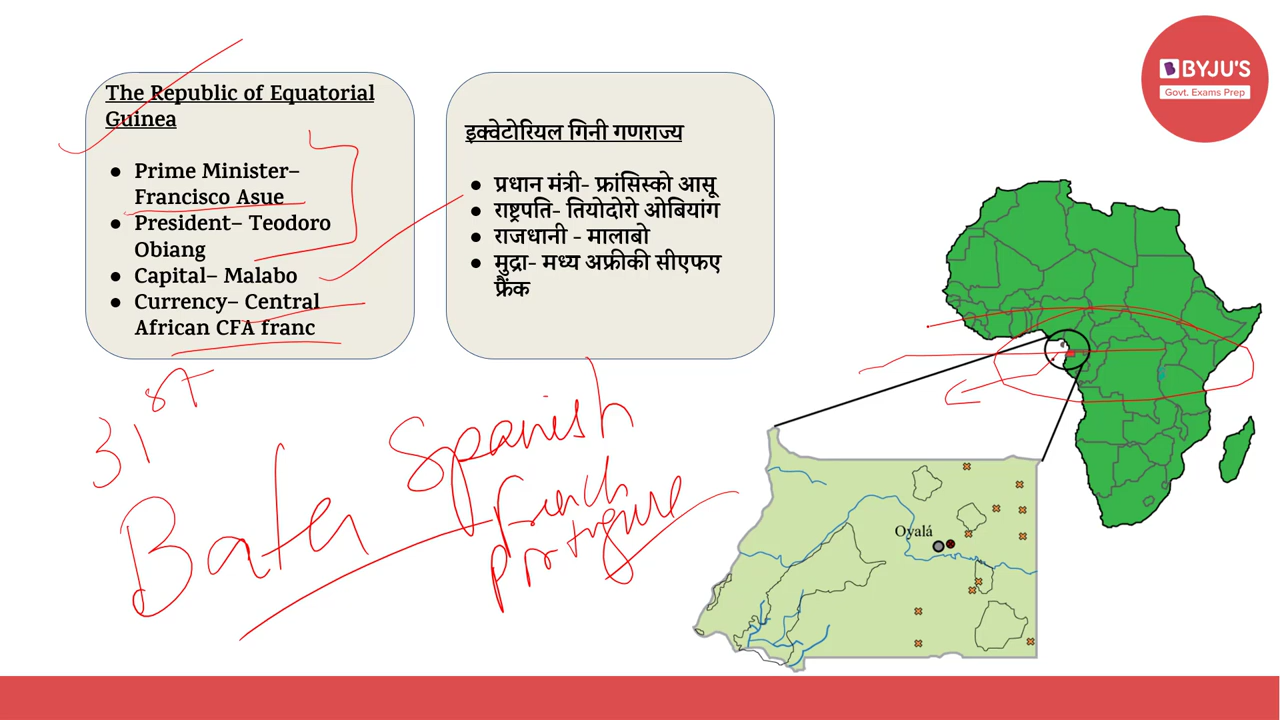 The Republic of Equatorial
Guinea
● Prime Minister–
Francisco Asue
● President– Teodoro
Obiang
● Capital– Malabo
● Currency– Central
African CFA franc
इक्वेटोरियल गिनी गणराज्य
● प्रधान मंत्री- फ्रांसिस्को आसू
● राष्ट्रपति- तियोदोरो ओबियांग
● राजधानी - मालाबो
● मुद्रा- मध्य अफ्रीकी सीएफए
फ्रैंक
BYJU'S
Govt. Exams Prep
31st
Bata
Spanish
French
Oyalá